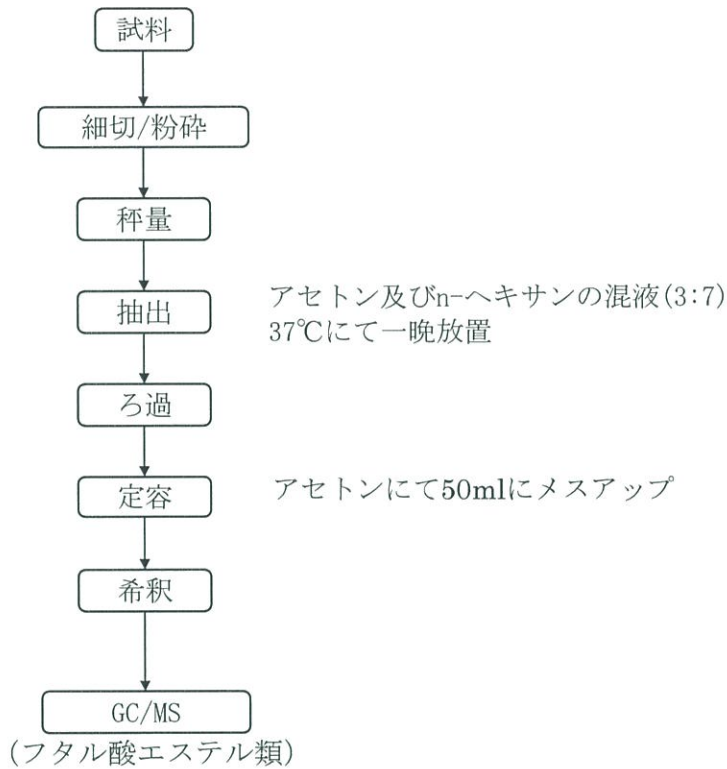 試料
細切/粉砕
秤量
抽出
アセトン及びn-ヘキサンの混液(3:7)
37℃にて一晩放置
ろ過
定容
アセトンにて50mlにメスアップ
希釈
GC/MS
(フタル酸エステル類)